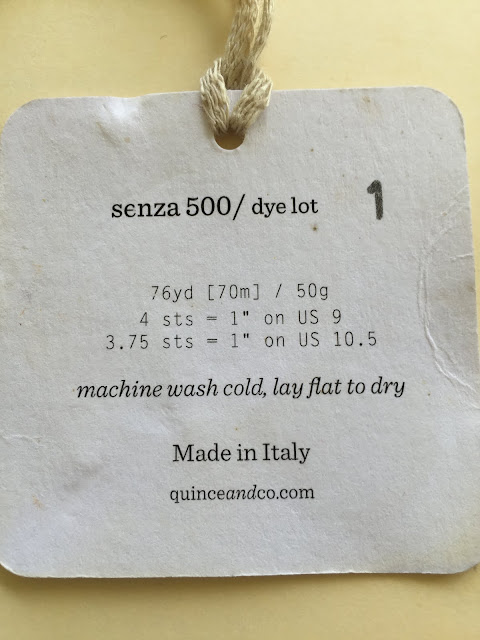 senza 500/ dye lot 1
76yd [70m] / 50g
4 sts = 1" on US 9
3.75 sts = 1" on US 10.5
machine wash cold, lay flat to dry
Made in Italy
quinceandco.com